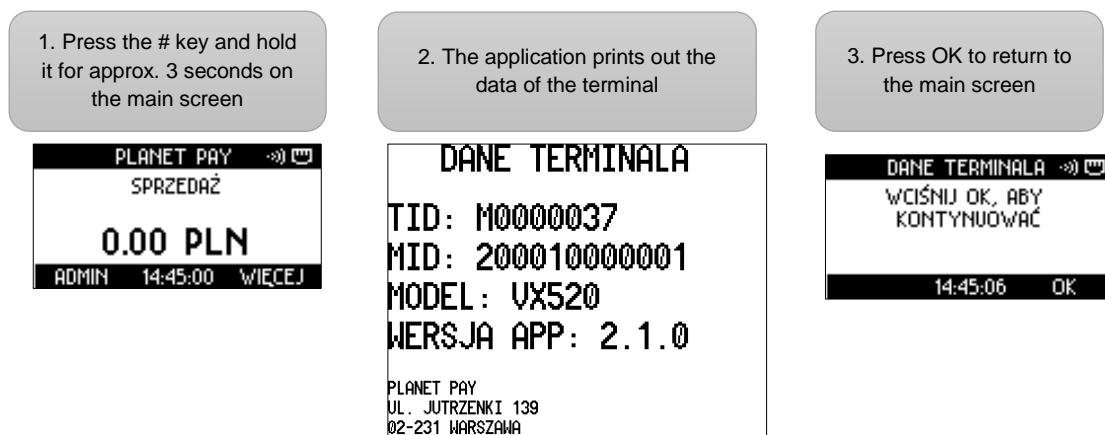 1. Press the # key and hold
it for approx. 3 seconds on
the main screen
PLANET PAY
SPRZEDAŻ
0.00 PLN
ADMIN 14:45:00 WIĘCEJ
2. The application prints out the
data of the terminal
DANE TERMINALA
TID: M0000037
MID: 200010000001
MODEL: VX520
WERSJA APP: 2.1.0
PLANET PAY
UL. JUTRZENKI 139
02-231 WARSZAWA
3. Press OK to return to
the main screen
DANE TERMINALA
WCIŚNIJ OK, ABY
KONTYNUOWAĆ
14:45:06 OK